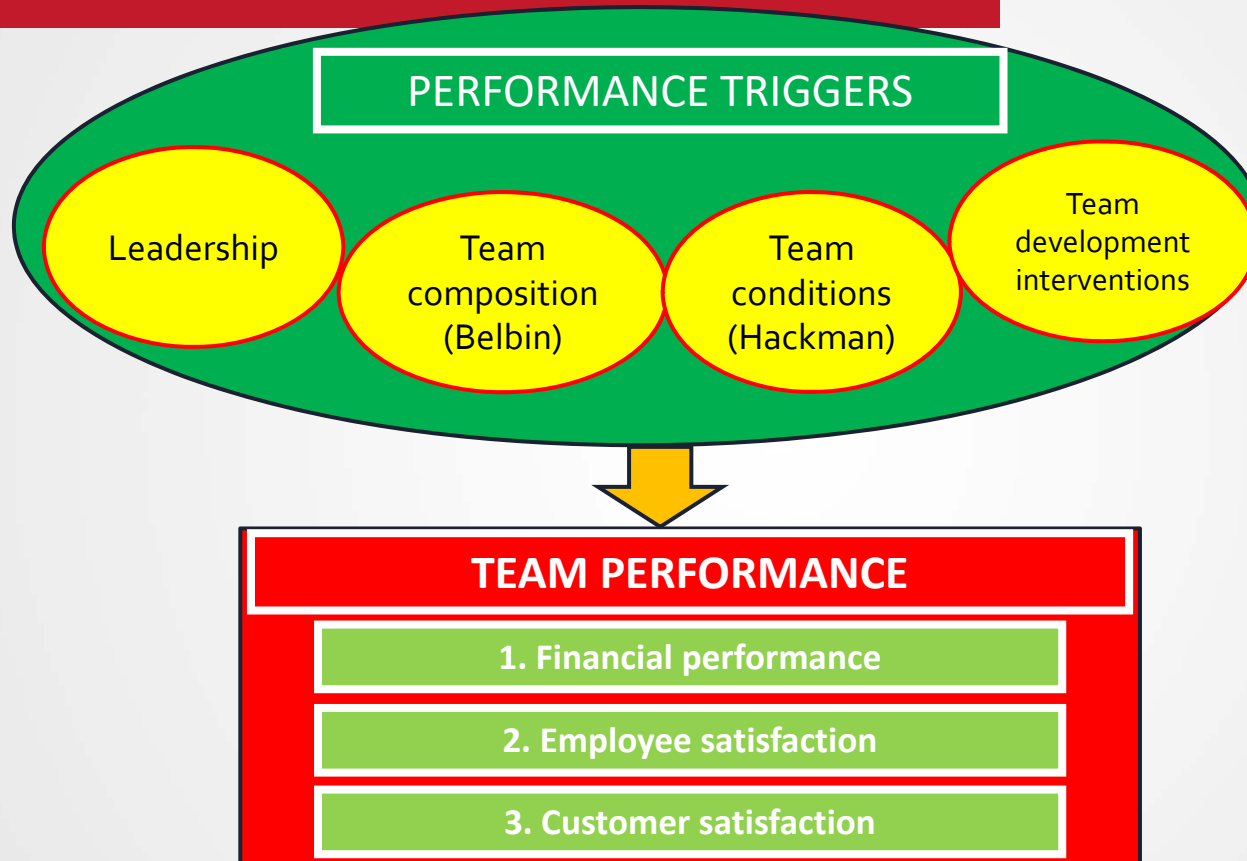 PERFORMANCE TRIGGERS
Leadership
Team
composition
(Belbin)
Team
conditions
(Hackman)
Team
development
interventions
TEAM PERFORMANCE
1. Financial performance
2. Employee satisfaction
3. Customer satisfaction